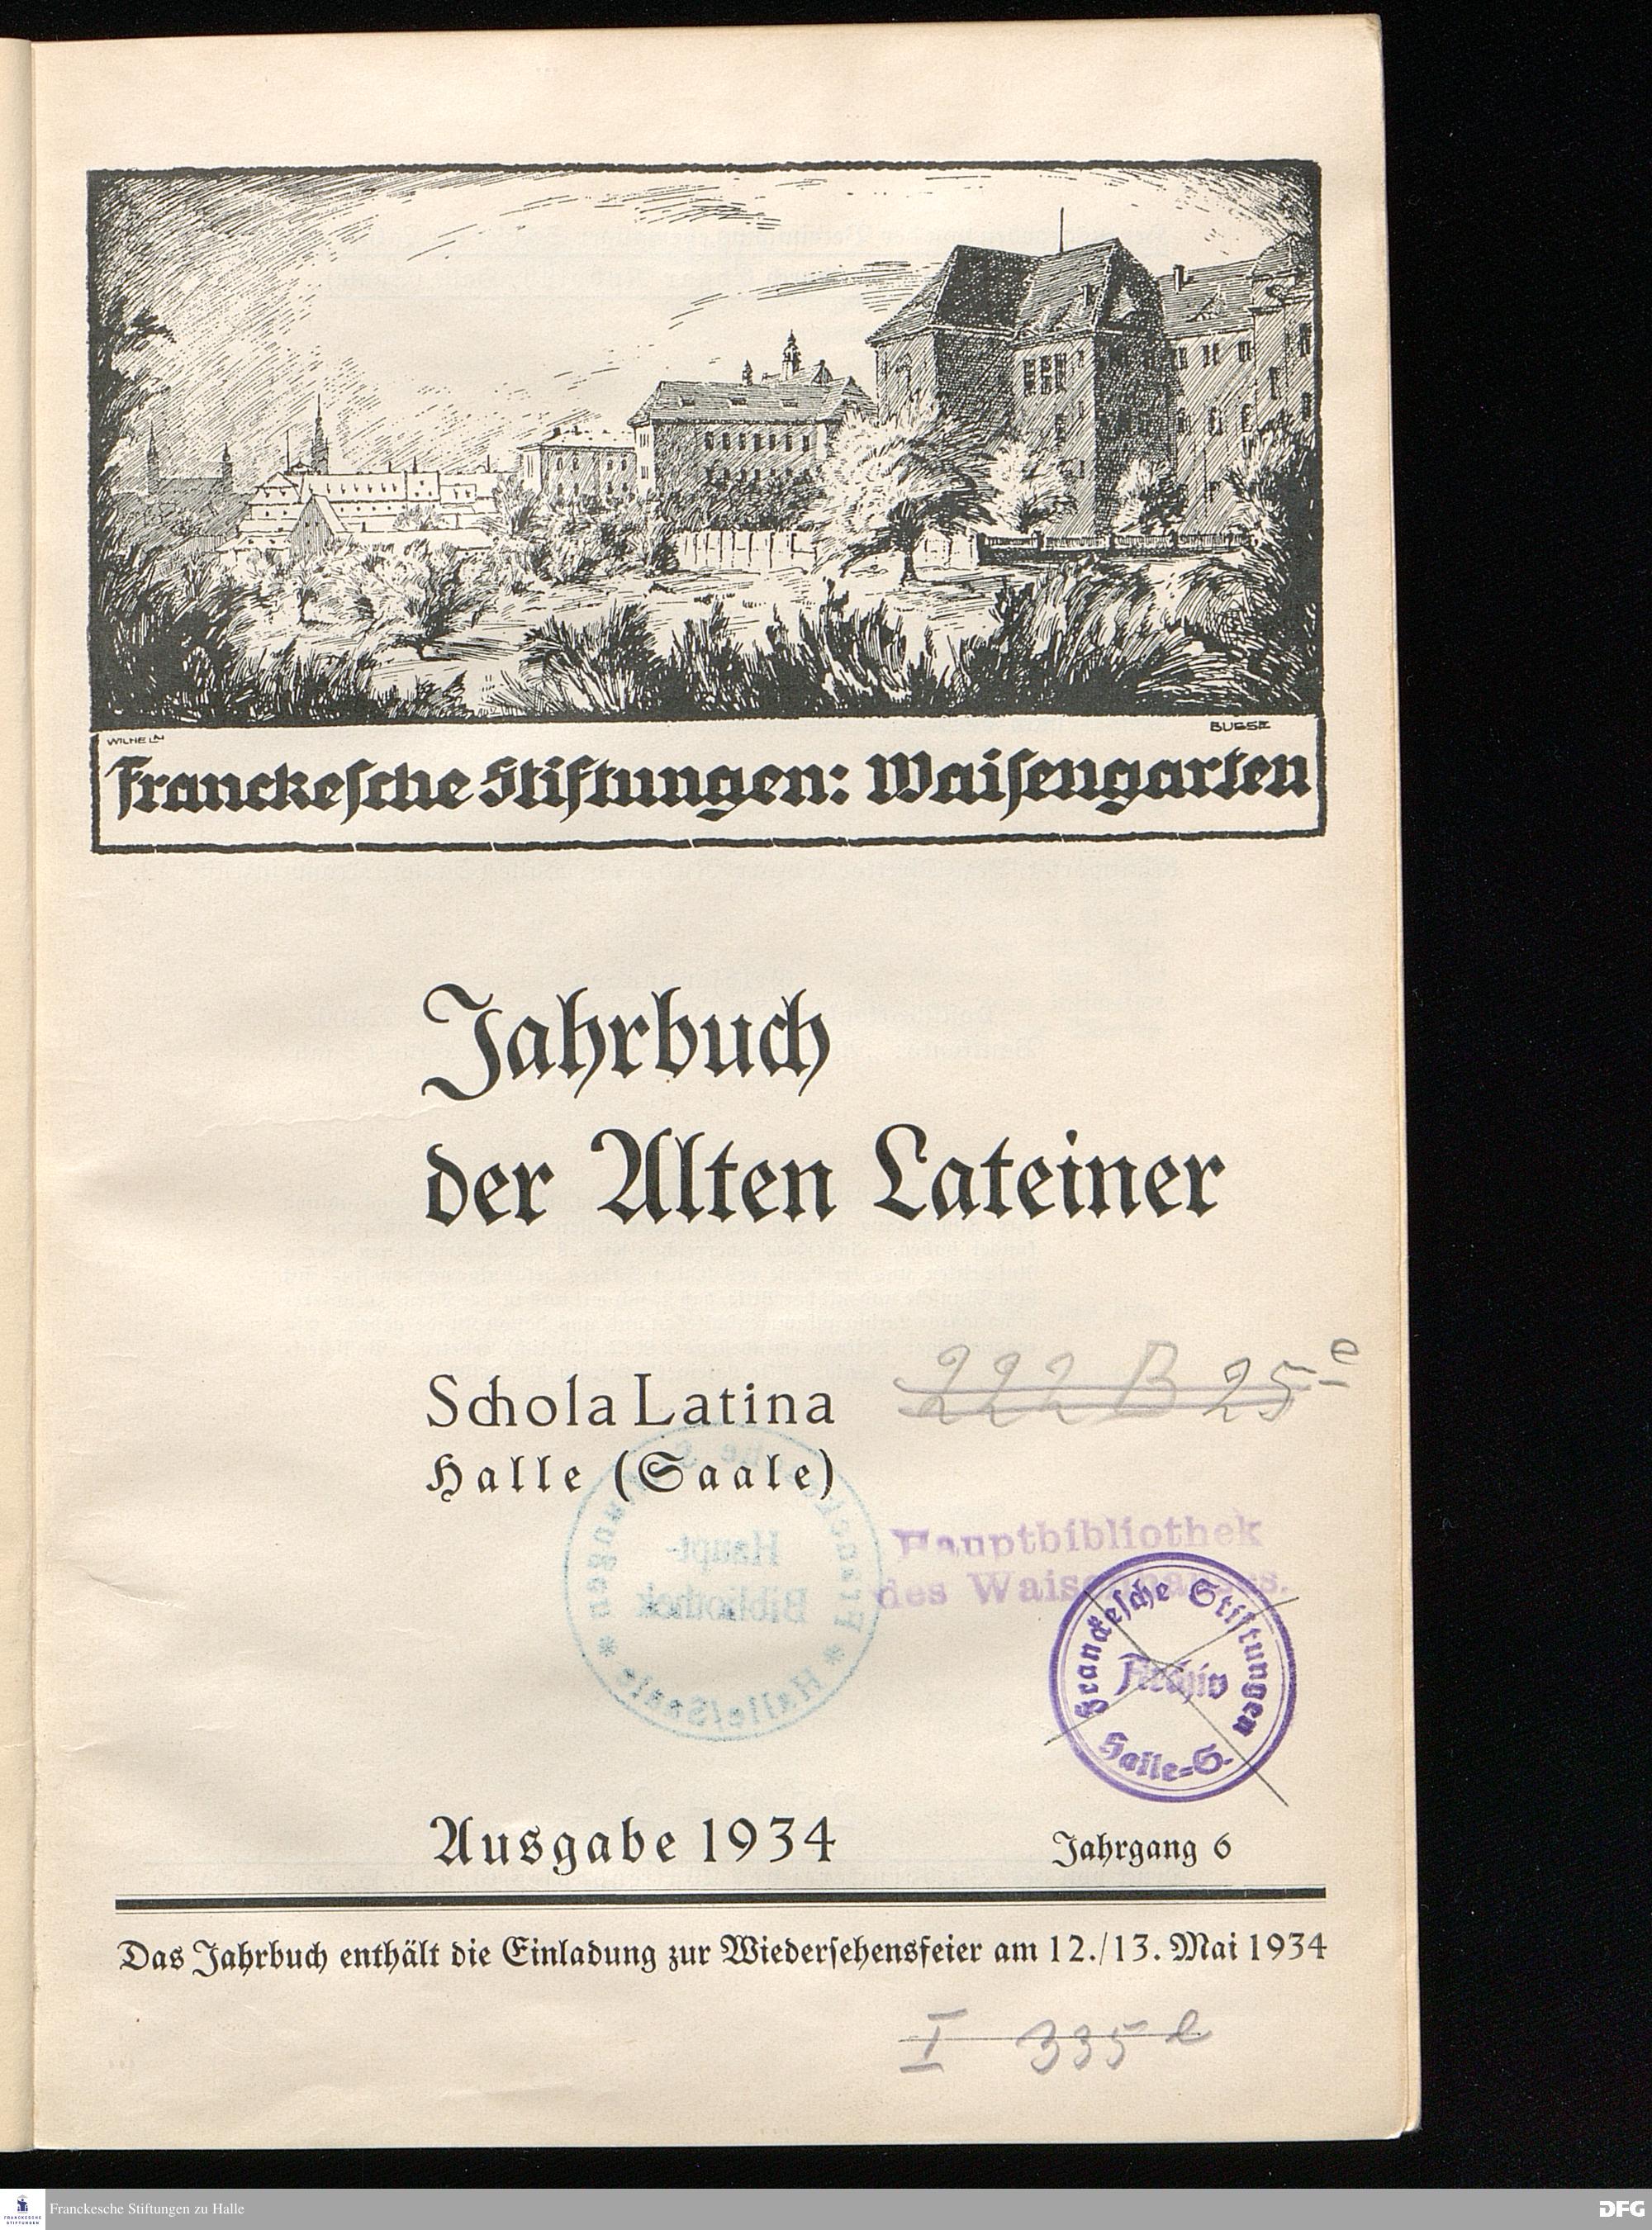 WILHELM
BUSSE
Franckesche Stiftungen: Waisengarten
Jahrbuch
der Alten Lateiner
Schola Latina
Halle (Saale)
222 B 25 e
Haupt-
Bibliothek
* Halle/Saale *
Hauptbibliothek
des Waisenhauses.
Franckesche Stiftungen
Archiv
Halle-S.
Ausgabe 1934
Jahrgang 6
Das Jahrbuch enthält die Einladung zur Wiedersehensfeier am 12./13. Mai 1934
I 335 e
FRANCKESCHE
STIFTUNGEN
Franckesche Stiftungen zu Halle
DFG